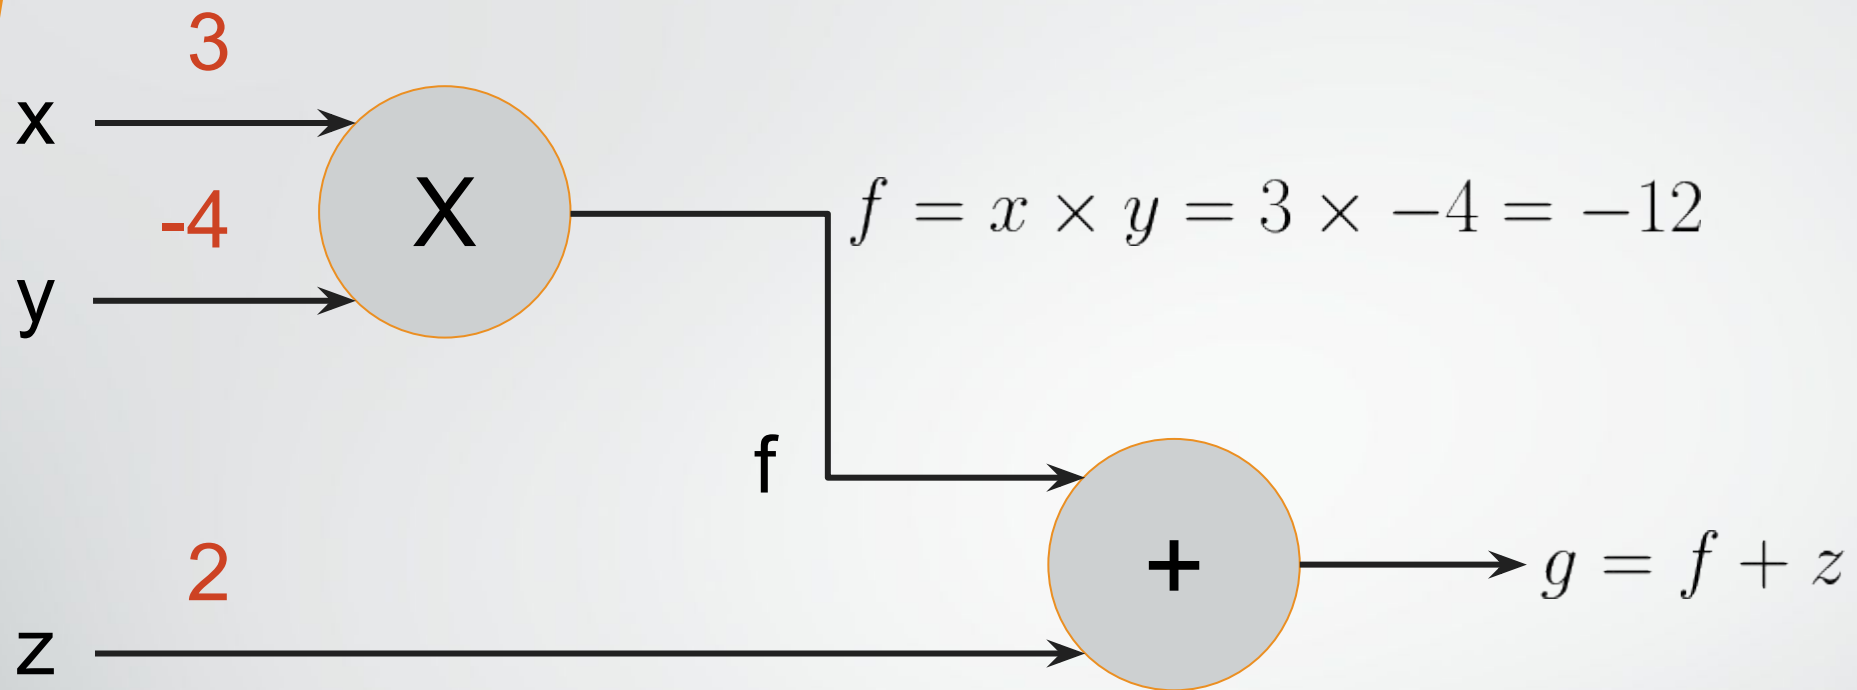 3
x
X
-4
f = x × y = 3 × −4 = −12
y
f
+
g = f + z
2
z